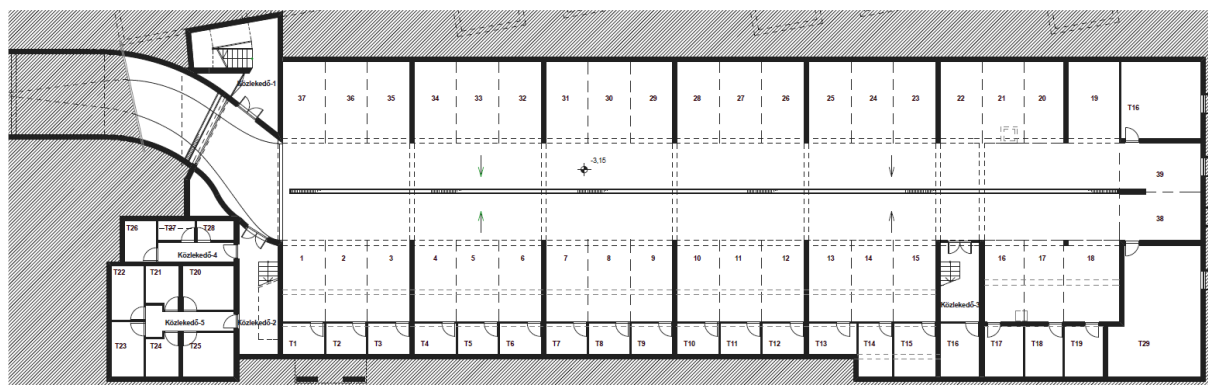 Közlekedő-1
37 36 35 34 33 32 31 30 29 28 27 26 25 24 23 22 21 20 19
T16
-3,15
39
38
T26 T27 T28
Közlekedő-4
T22 T21 T20
1 2 3 4 5 6 7 8 9 10 11 12 13 14 15 16 17 18
Közlekedő-3
Közlekedő-5 Közlekedő-2
T23 T24 T25
T1 T2 T3 T4 T5 T6 T7 T8 T9 T10 T11 T12 T13 T14 T15 T16 T17 T18 T19 T29